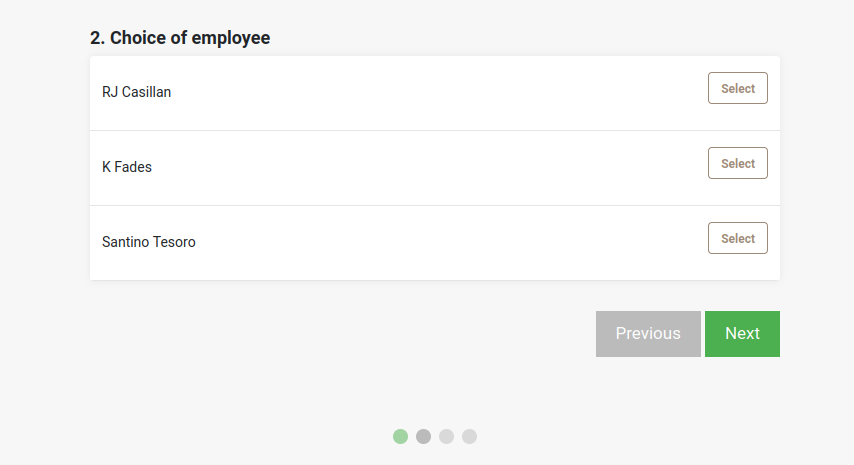 2. Choice of employee
RJ Casillan
Select
K Fades
Select
Santino Tesoro
Select
Previous
Next